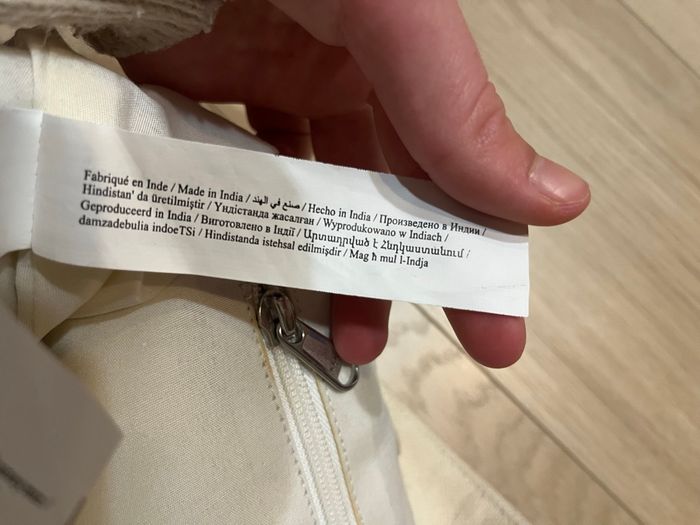 Fabriqué en Inde / Made in India / صنع في الهند / Hecho in India / Произведено в Индии /
Hindistan' da üretilmiştir / Үндістанда жасалған / Wyprodukowano w Indiach /
Geproduceerd in India / Виготовлено в Індії / Արտադրված է Հնդկաստանում /
damzadebulia indoeTSi / Hindistanda istehsal edilmişdir / Mag ħ mul l-Indja